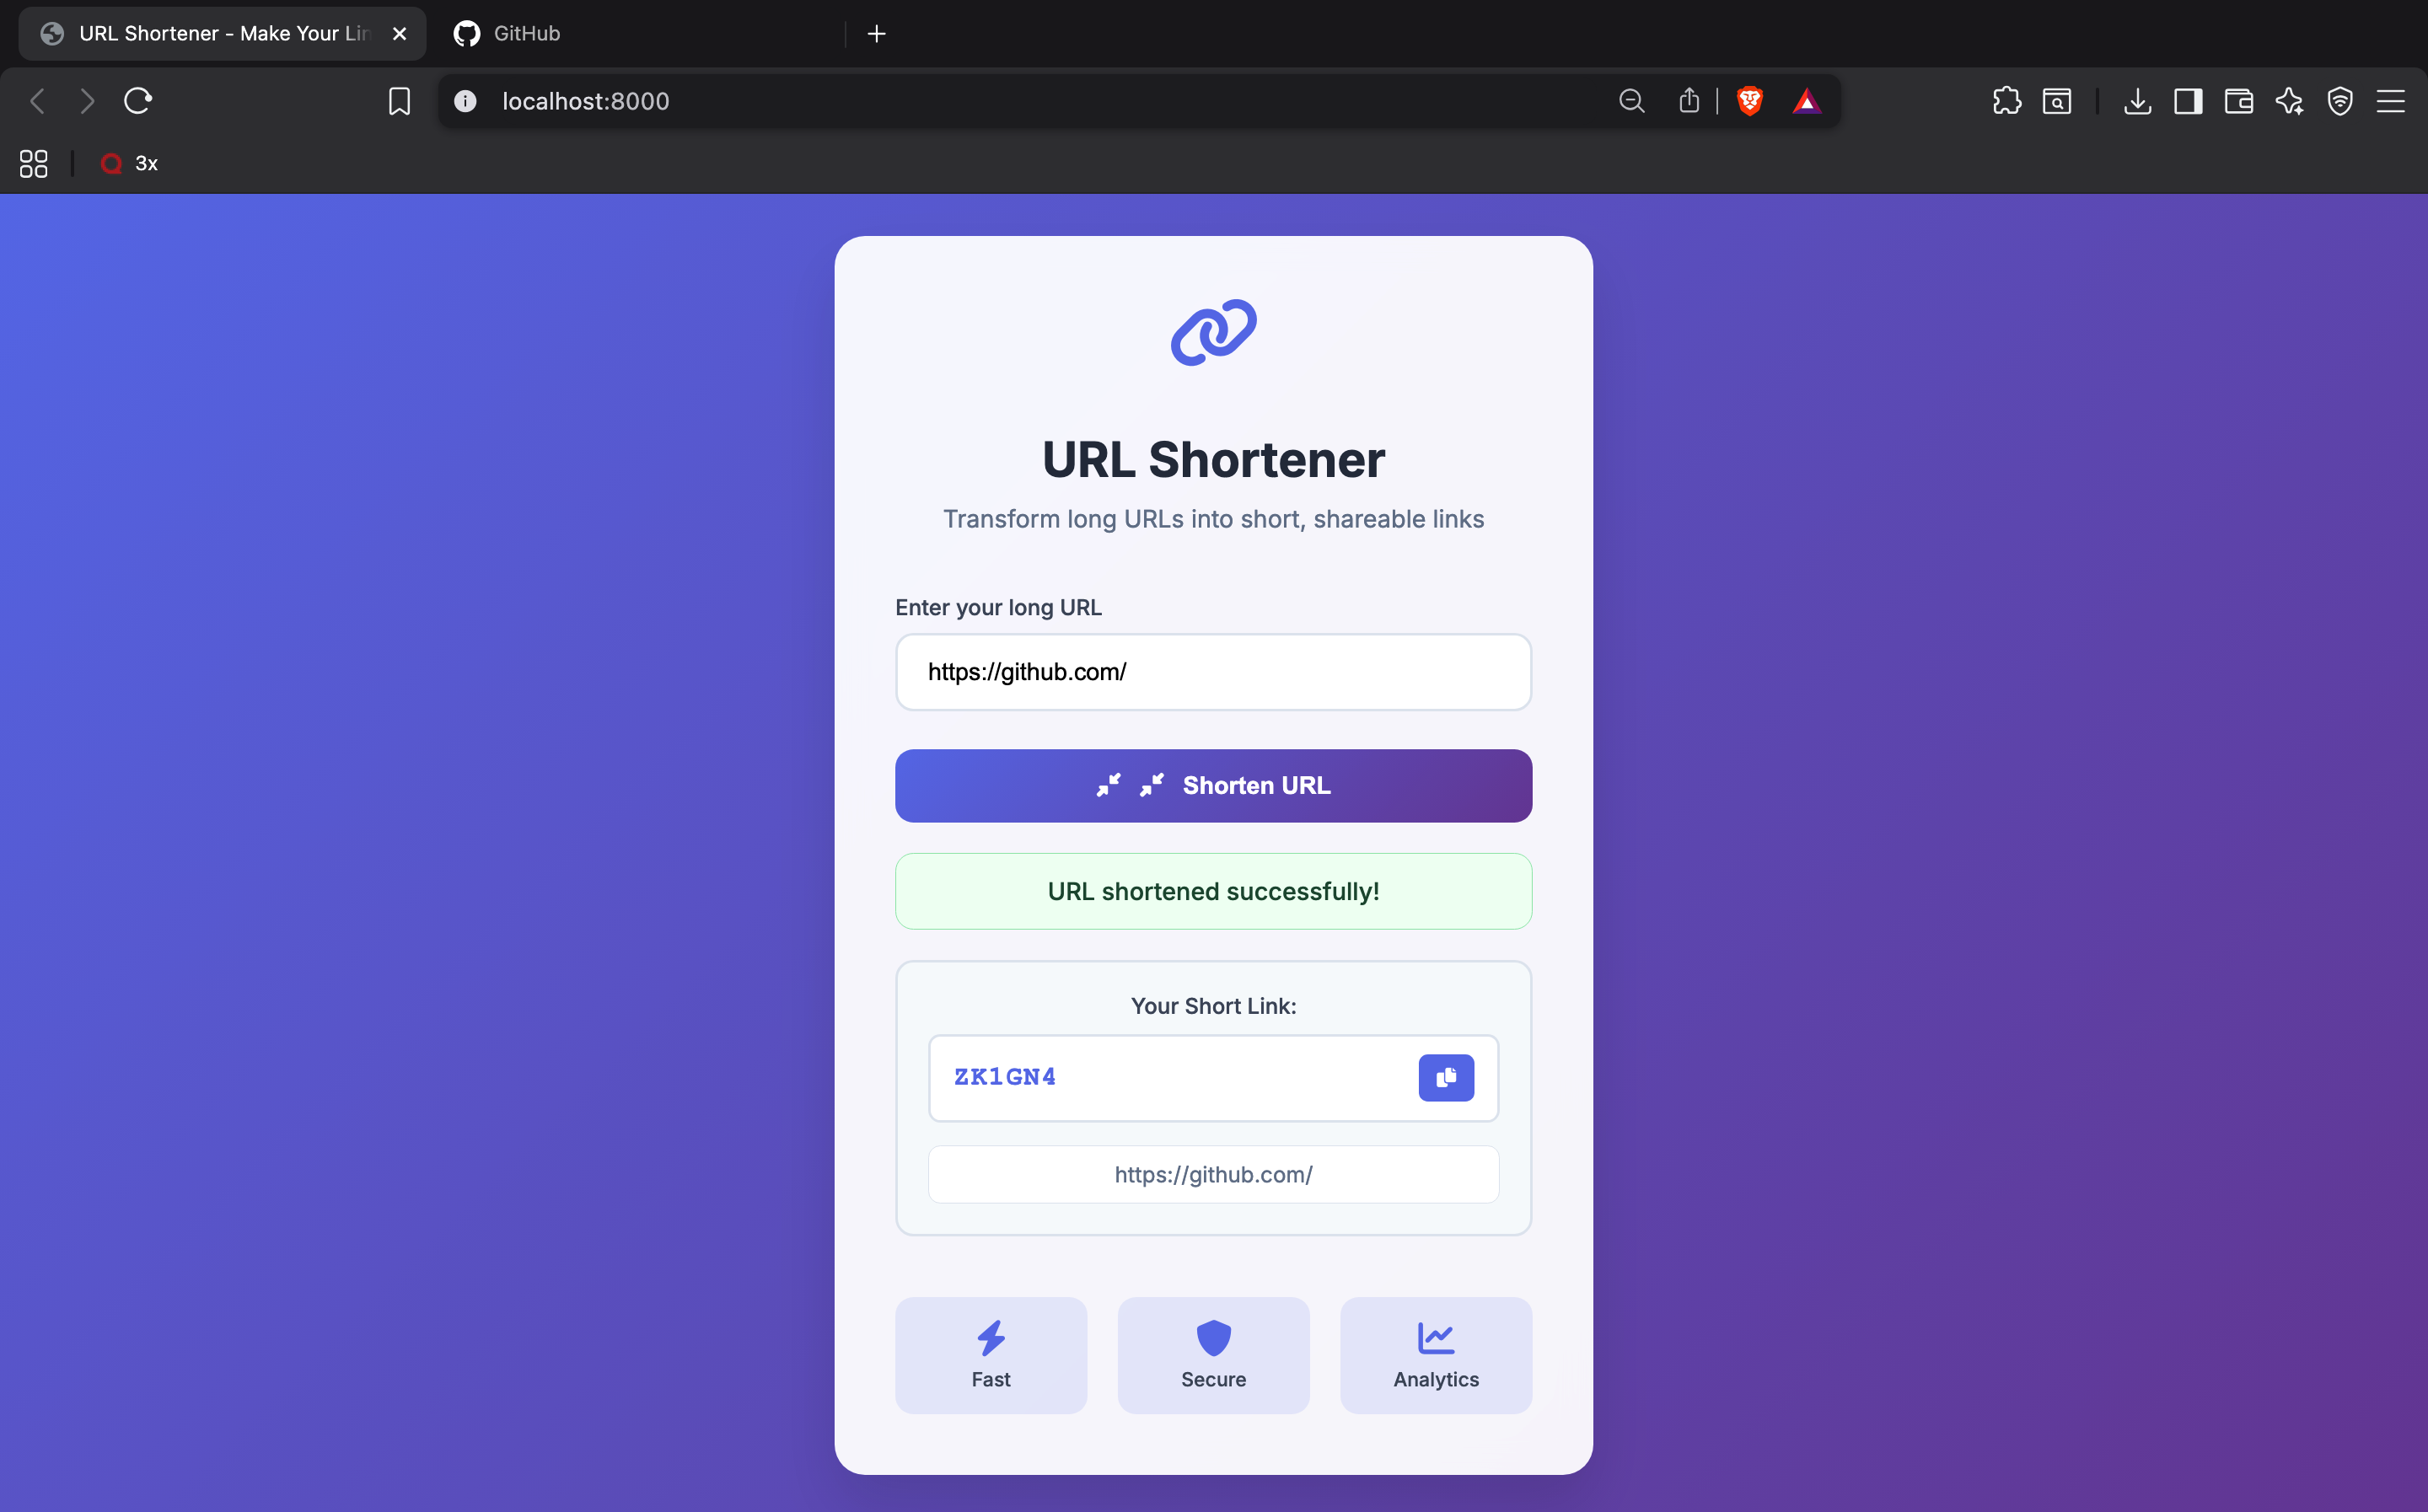 URL Shortener - Make Your Lin
GitHub
localhost:8000
3x
URL Shortener
Transform long URLs into short, shareable links
Enter your long URL
https://github.com/
Shorten URL
URL shortened successfully!
Your Short Link:
ZK1GN4
https://github.com/
Fast
Secure
Analytics